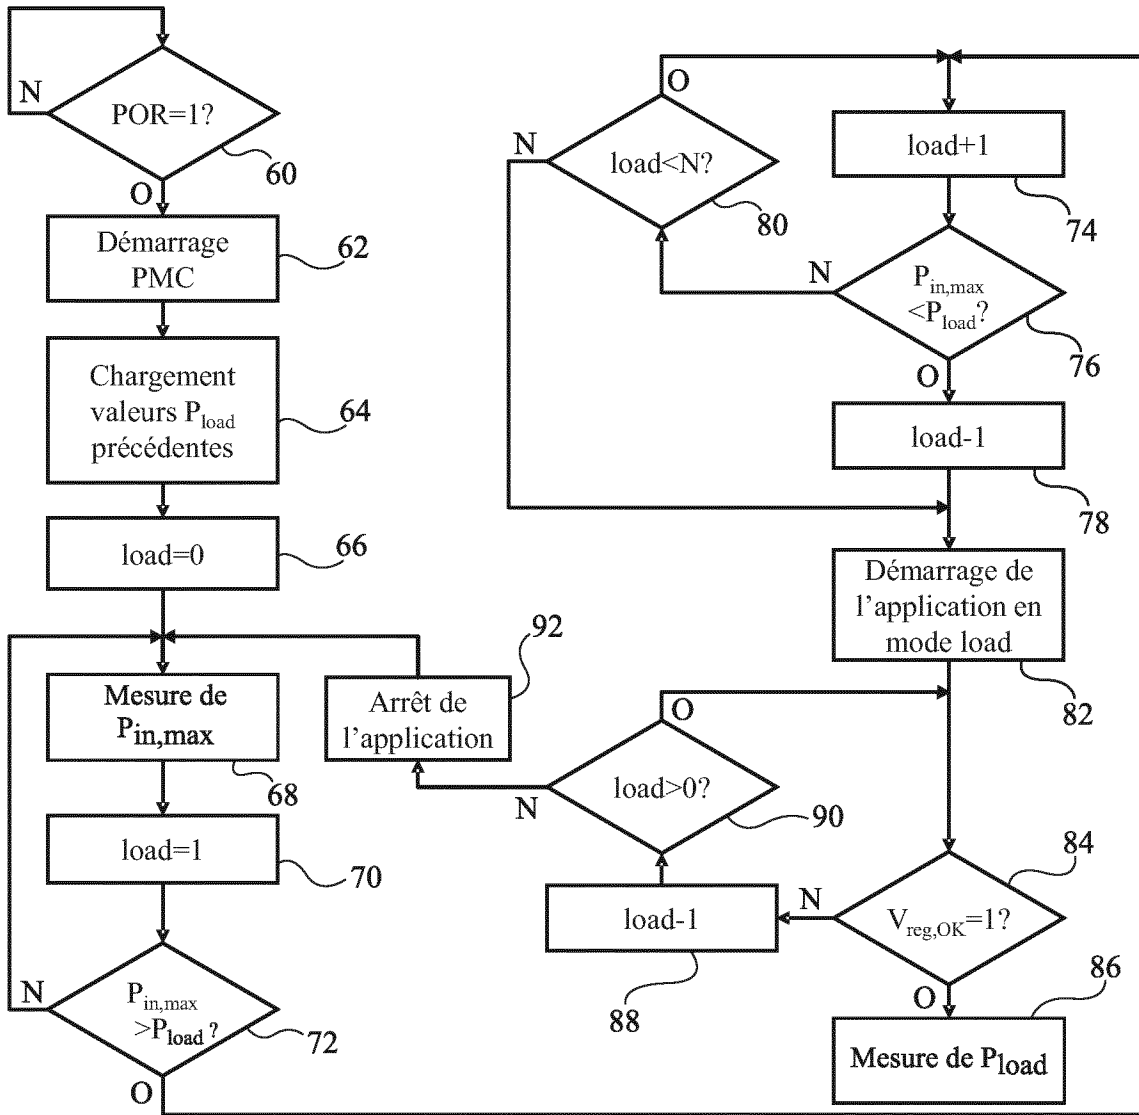 N
POR=1?
60
O
Démarrage
PMC
62
Chargement
valeurs Pload
précédentes
64
load=0
66
Mesure de
Pin,max
68
load=1
70
N
Pin,max
>Pload ?
72
O
O
N
load<N?
80
load+1
74
N
Pin,max
<Pload?
76
O
load-1
78
Démarrage de
l'application en
mode load
82
92
Arrêt de
l'application
O
N
load>0?
90
84
N
Vreg,OK=1?
load-1
88
O
86
Mesure de Pload